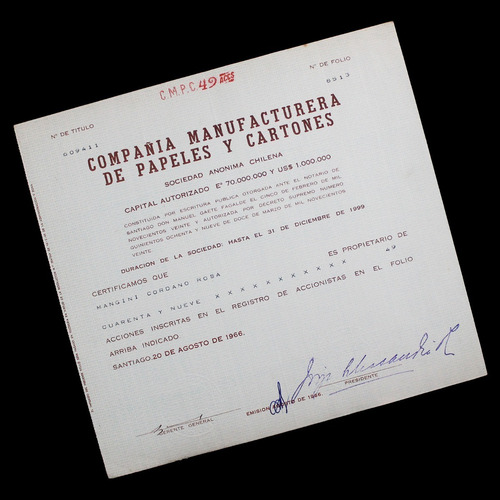 C.M.P.C. 49 ACS
Nº DE TITULO
Nº DE FOLIO
009411
6913
COMPAÑIA MANUFACTURERA
DE PAPELES Y CARTONES
SOCIEDAD ANONIMA CHILENA
CAPITAL AUTORIZADO Eº 70.000.000 Y US$ 1.000.000
CONSTITUIDA POR ESCRITURA PUBLICA OTORGADA ANTE EL NOTARIO DE
SANTIAGO DON MANUEL GAETE FAGALDE EL CINCO DE FEBRERO DE MIL
NOVECIENTOS VEINTE Y AUTORIZADA POR DECRETO SUPREMO NUMERO
QUINIENTOS OCHENTA Y NUEVE DE DOCE DE MARZO DE MIL NOVECIENTOS
VEINTE
DURACION DE LA SOCIEDAD: HASTA EL 31 DE DICIEMBRE DE 1999
CERTIFICAMOS QUE
MANGINI CORDANO ROSA
ES PROPIETARIO DE
CUARENTA Y NUEVE X X X X X X X X X X X 49
ACCIONES INSCRITAS EN EL REGISTRO DE ACCIONISTAS EN EL FOLIO
ARRIBA INDICADO.
SANTIAGO, 20 DE AGOSTO DE 1966.
Jorge Alessandri R.
PRESIDENTE
GERENTE GENERAL
EMISION AGOSTO DE 1966.